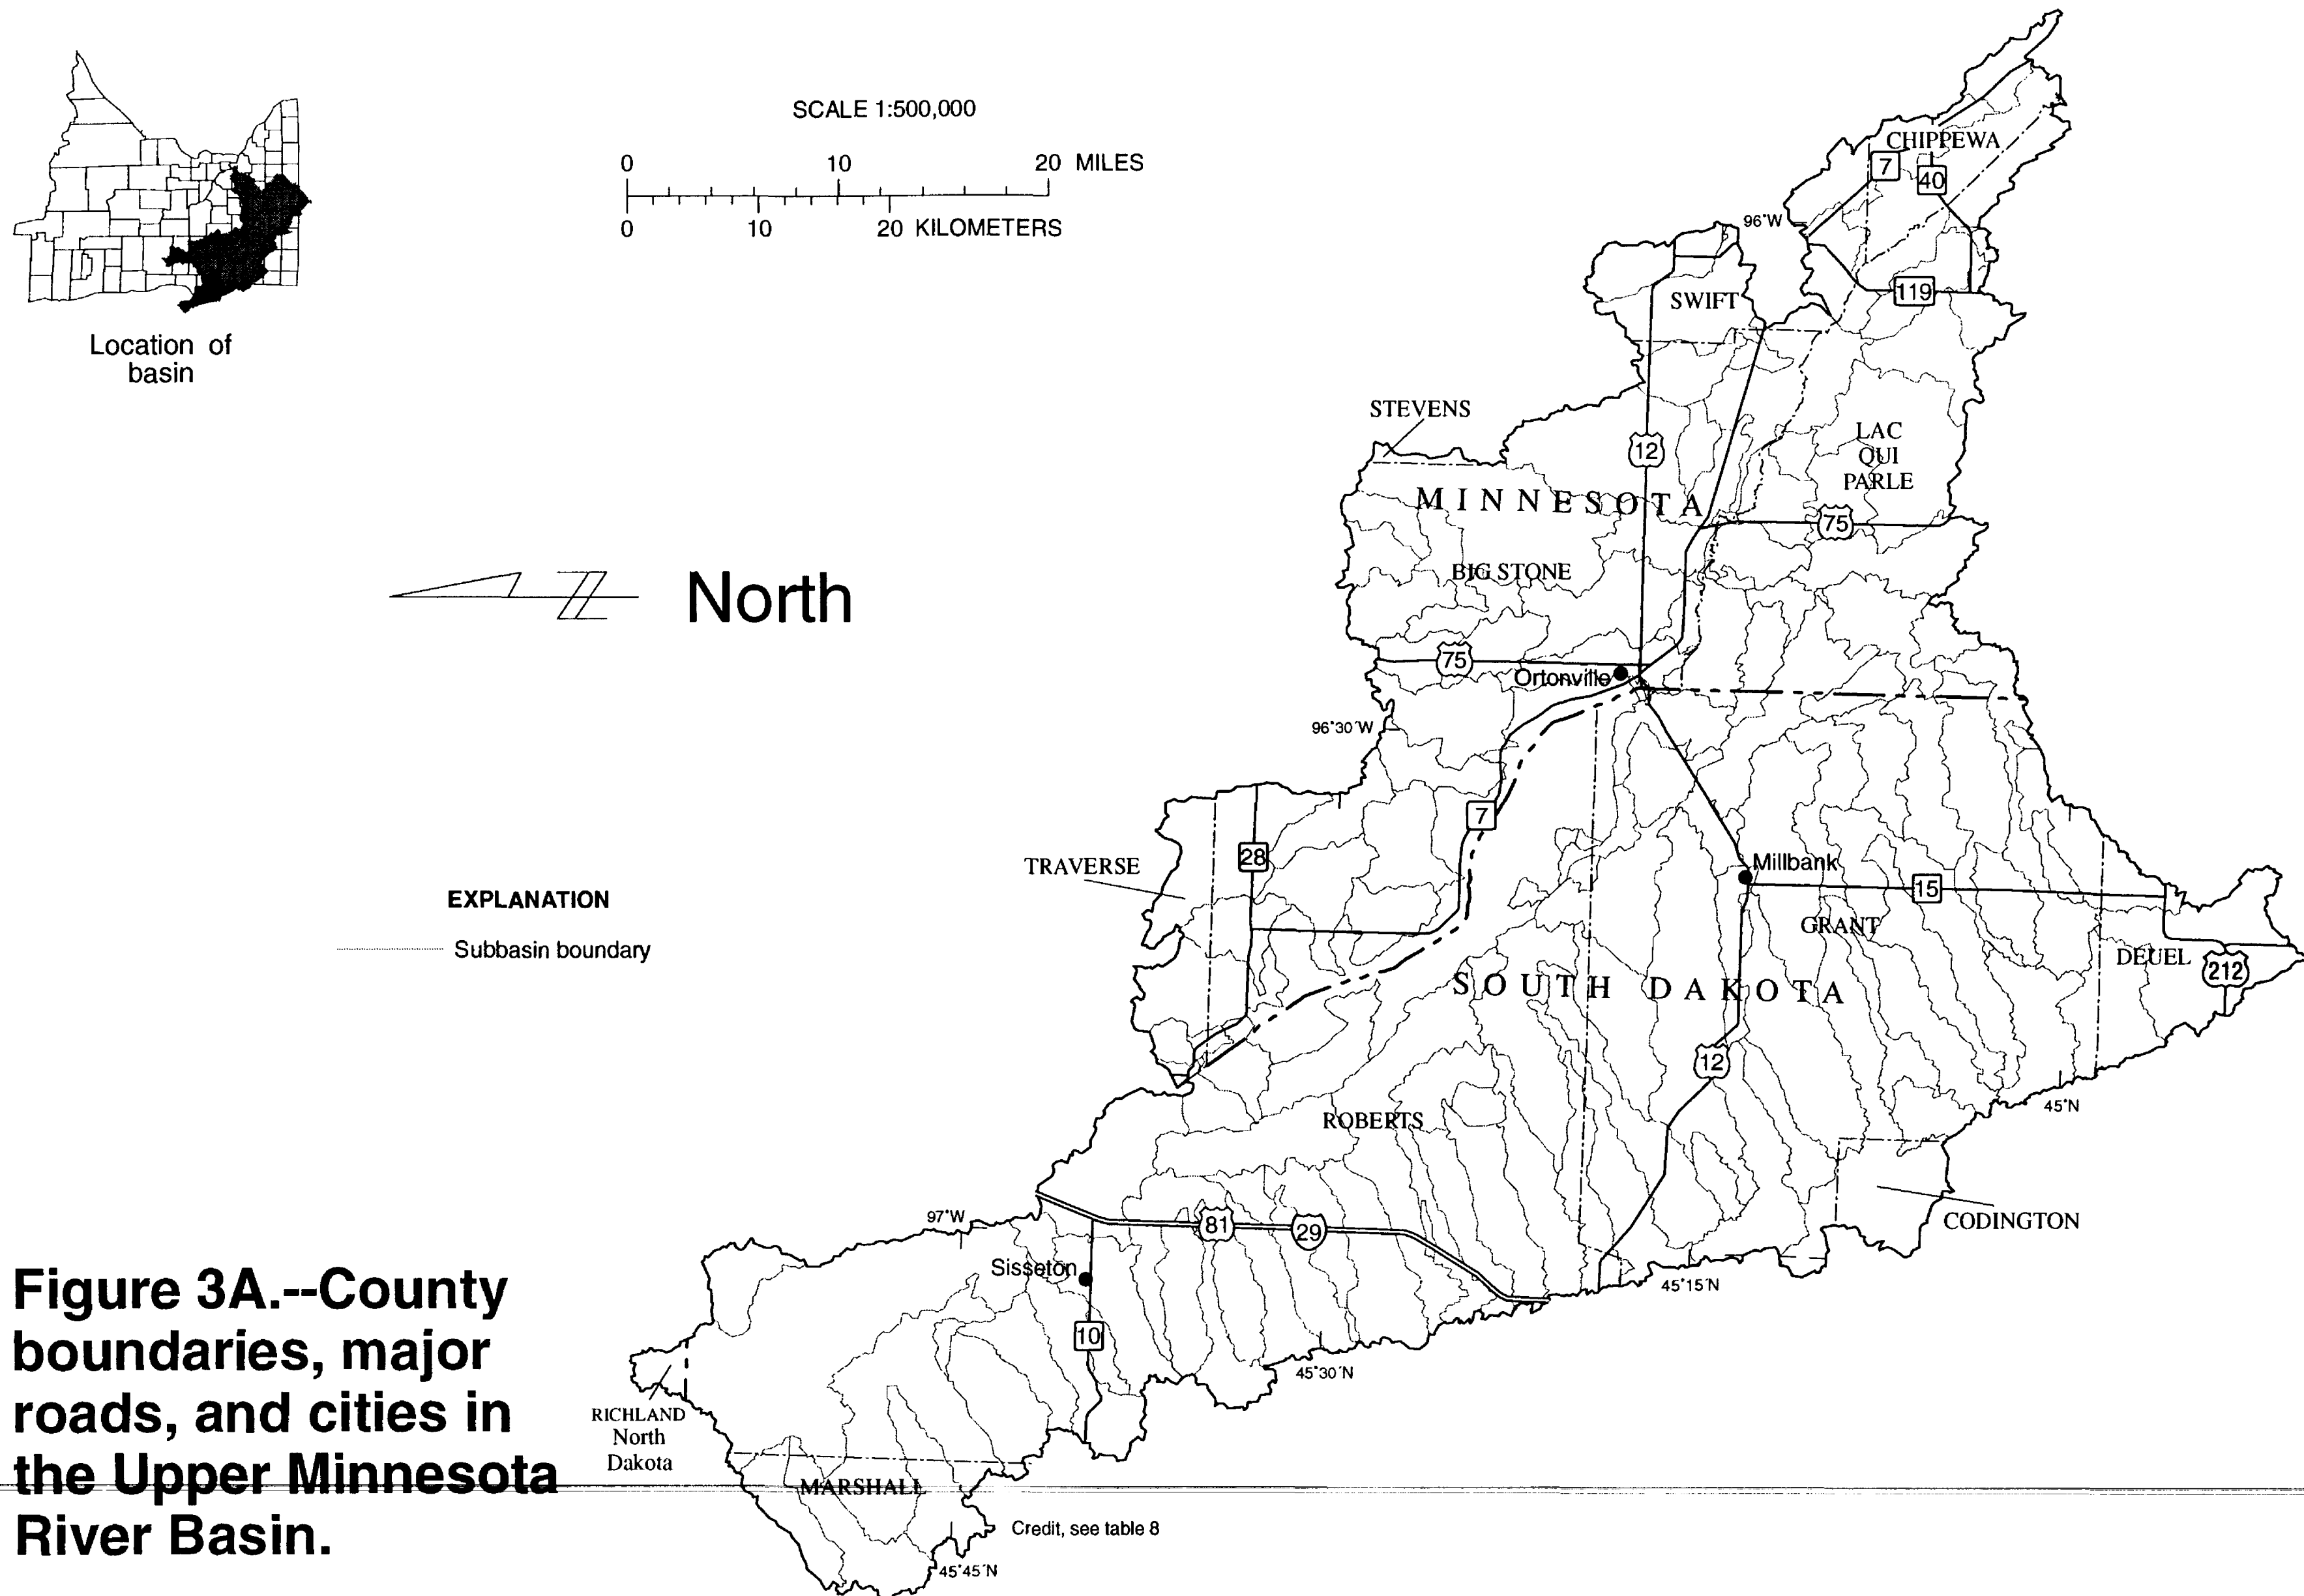 SCALE 1:500,000
0 10 20 MILES
0 10 20 KILOMETERS
Location of
basin
CHIPPEWA
7
40
96°W
119
SWIFT
STEVENS
12
LAC
QUI
PARLE
MINNESOTA
75
BIG STONE
North
75
Ortonville
96°30´W
7
28
TRAVERSE
Millbank
15
GRANT
EXPLANATION
Subbasin boundary
DEUEL
212
SOUTH DAKOTA
12
45°N
ROBERTS
97°W
81
29
CODINGTON
Sisseton
45°15´N
10
45°30´N
RICHLAND
North
Dakota
MARSHALL
Credit, see table 8
45°45´N
Figure 3A.--County
boundaries, major
roads, and cities in
the Upper Minnesota
River Basin.